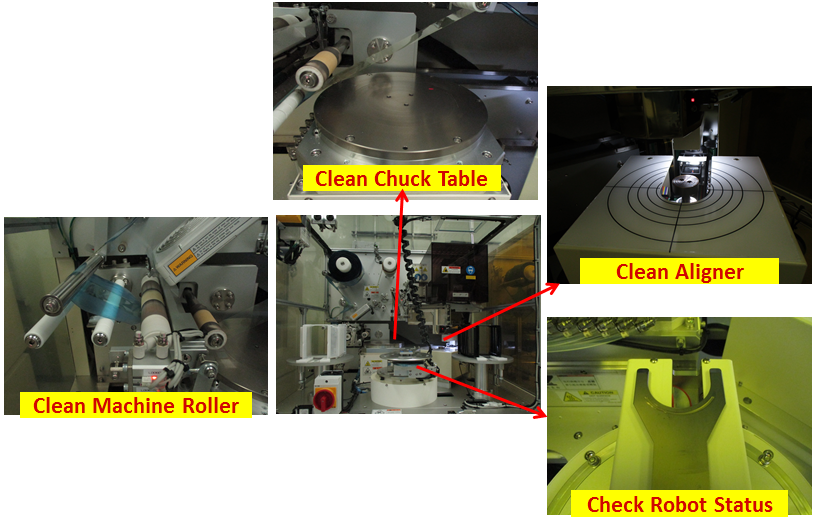 Clean Chuck Table
Clean Aligner
Clean Machine Roller
Check Robot Status